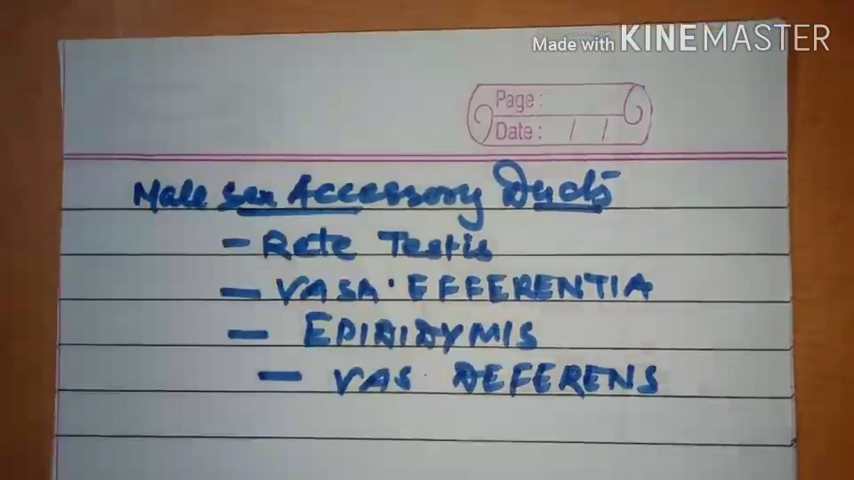 Made with KINEMASTER
Page :
Date : / /
Male Sex Accessory Ducts
- Rete Testis
- VASA EFFERENTIA
- EPIDIDYMIS
- VAS DEFERENS